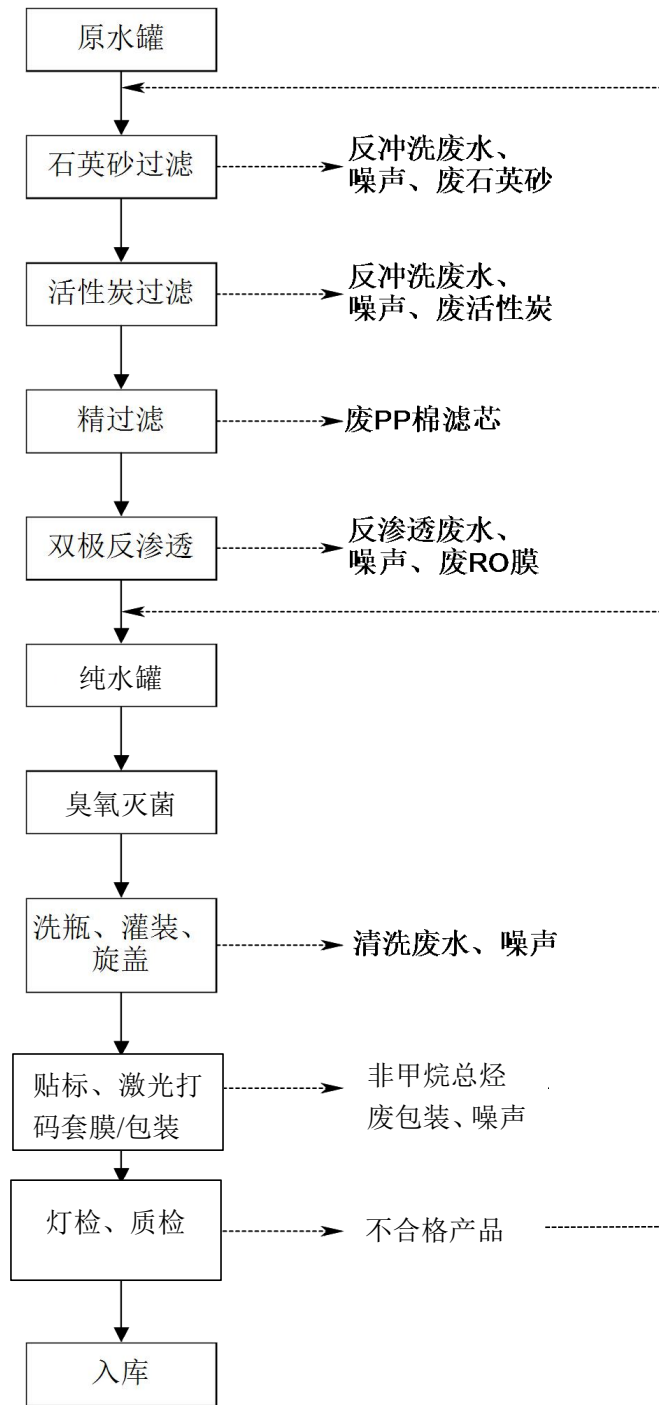 原水罐
石英砂过滤
反冲洗废水、
噪声、废石英砂
活性炭过滤
反冲洗废水、
噪声、废活性炭
精过滤
废PP棉滤芯
双极反渗透
反渗透废水、
噪声、废RO膜
纯水罐
臭氧灭菌
洗瓶、灌装、
旋盖
清洗废水、噪声
贴标、激光打
码套膜/包装
非甲烷总烃
废包装、噪声
灯检、质检
不合格产品
入库